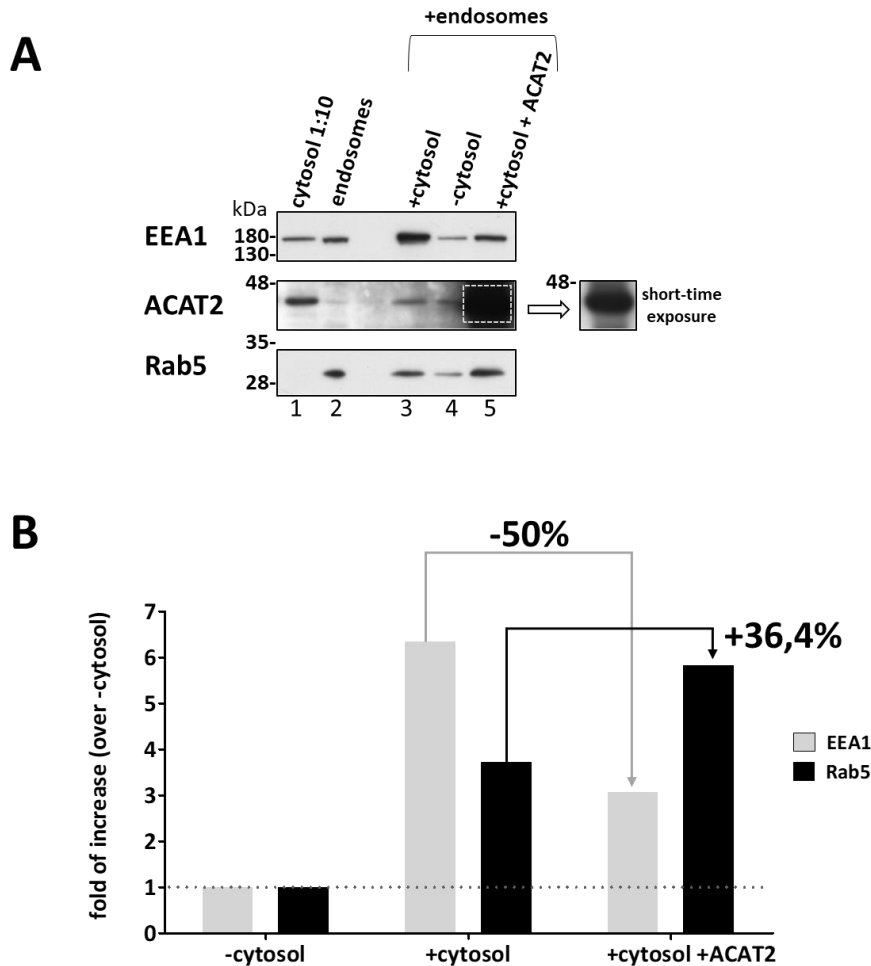 A
+endosomes
cytosol 1:10
endosomes
+cytosol
-cytosol
+cytosol + ACAT2
kDa
EEA1
180-
130-
ACAT2
48-
48-
short-time
exposure
35-
Rab5
28-
1 2 3 4 5
B
-50%
+36,4%
fold of increase (over -cytosol)
7
6
5
4
3
2
1
0
EEA1
Rab5
-cytosol +cytosol +cytosol +ACAT2